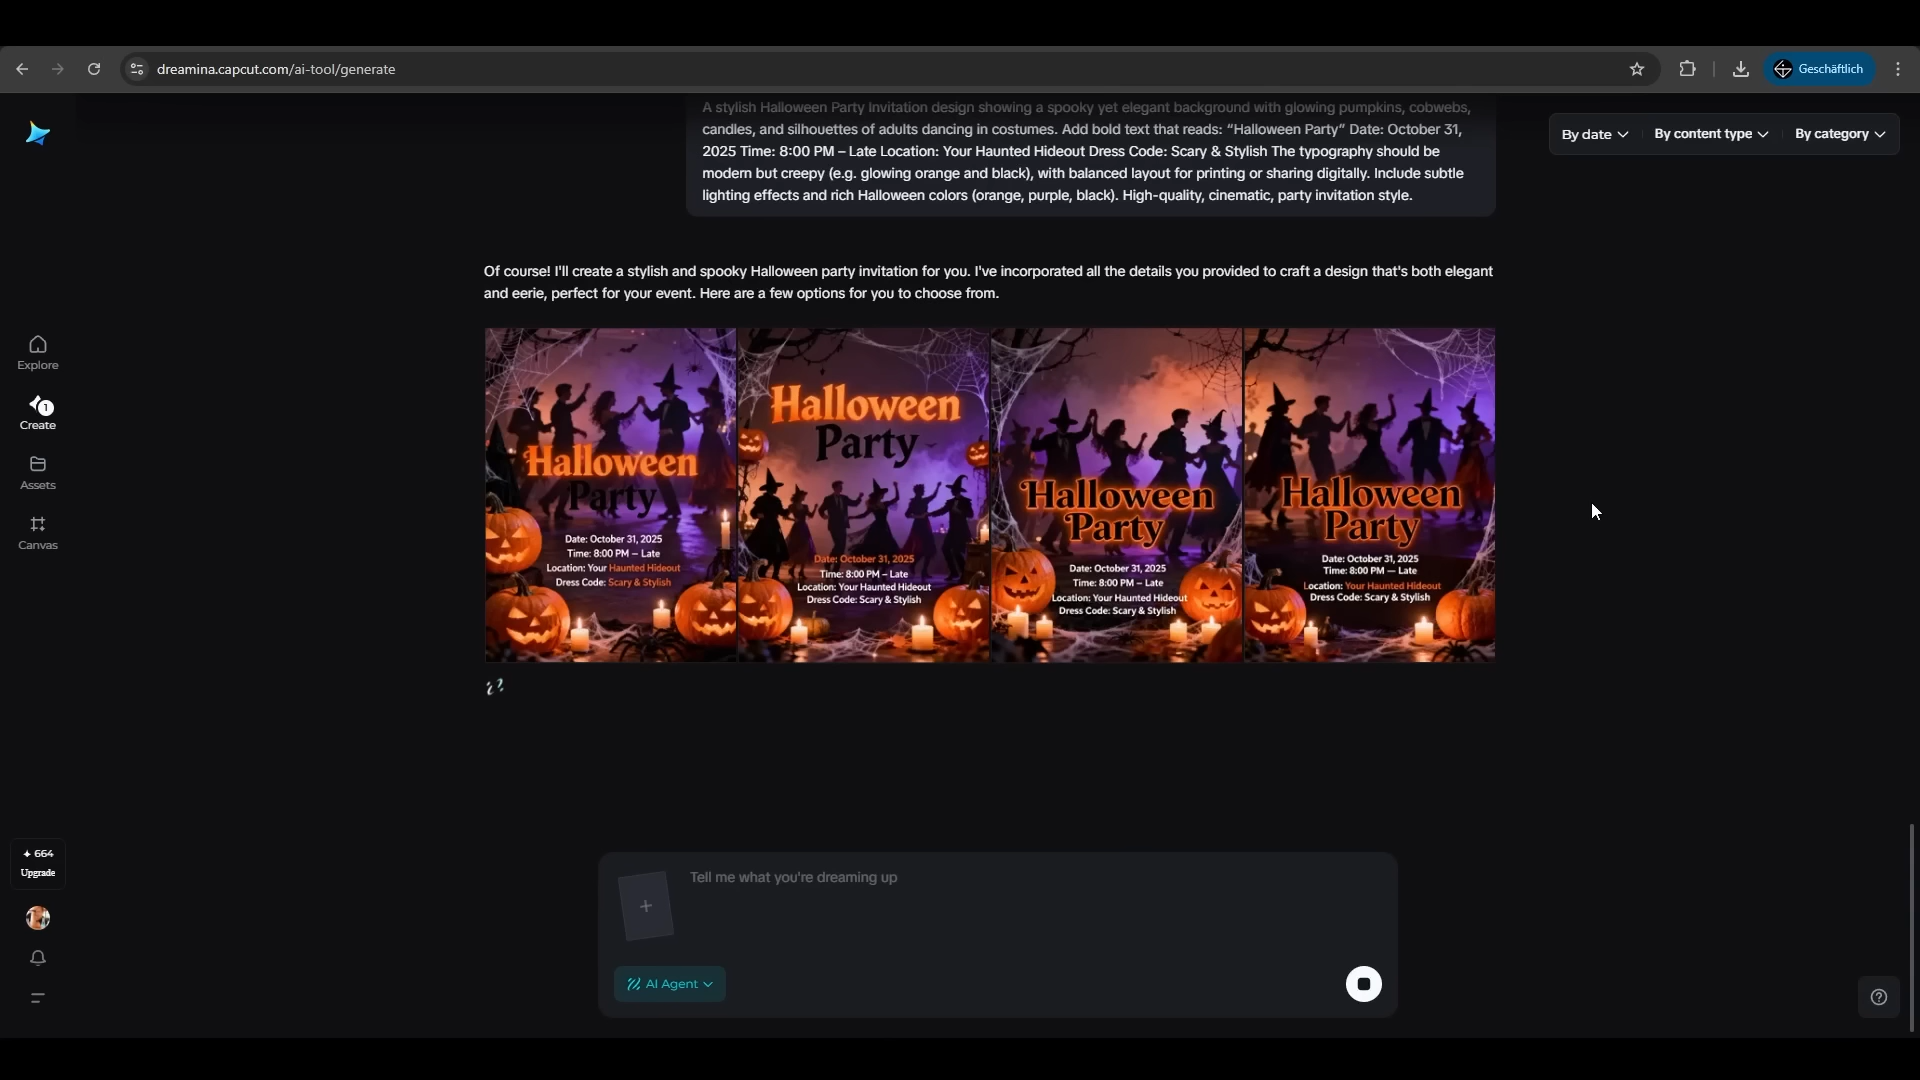 dreamina.capcut.com/ai-tool/generate
Geschäftlich
A stylish Halloween Party Invitation design showing a spooky yet elegant background with glowing pumpkins, cobwebs,
candles, and silhouettes of adults dancing in costumes. Add bold text that reads: “Halloween Party” Date: October 31,
2025 Time: 8:00 PM – Late Location: Your Haunted Hideout Dress Code: Scary & Stylish The typography should be
modern but creepy (e.g. glowing orange and black), with balanced layout for printing or sharing digitally. Include subtle
lighting effects and rich Halloween colors (orange, purple, black). High-quality, cinematic, party invitation style.
By date
By content type
By category
Of course! I'll create a stylish and spooky Halloween party invitation for you. I've incorporated all the details you provided to craft a design that's both elegant
and eerie, perfect for your event. Here are a few options for you to choose from.
Explore
1
Create
Assets
Canvas
Halloween
Party
Date: October 31, 2025
Time: 8:00 PM – Late
Location: Your Haunted Hideout
Dress Code: Scary & Stylish
Halloween
Party
Date: October 31, 2025
Time: 8:00 PM – Late
Location: Your Haunted Hideout
Dress Code: Scary & Stylish
Halloween
Party
Date: October 31, 2025
Time: 8:00 PM – Late
Location: Your Haunted Hideout
Dress Code: Scary & Stylish
Halloween
Party
Date: October 31, 2025
Time: 8:00 PM — Late
Location: Your Haunted Hideout
Dress Code: Scary & Stylish
664
Upgrade
Tell me what you're dreaming up
AI Agent